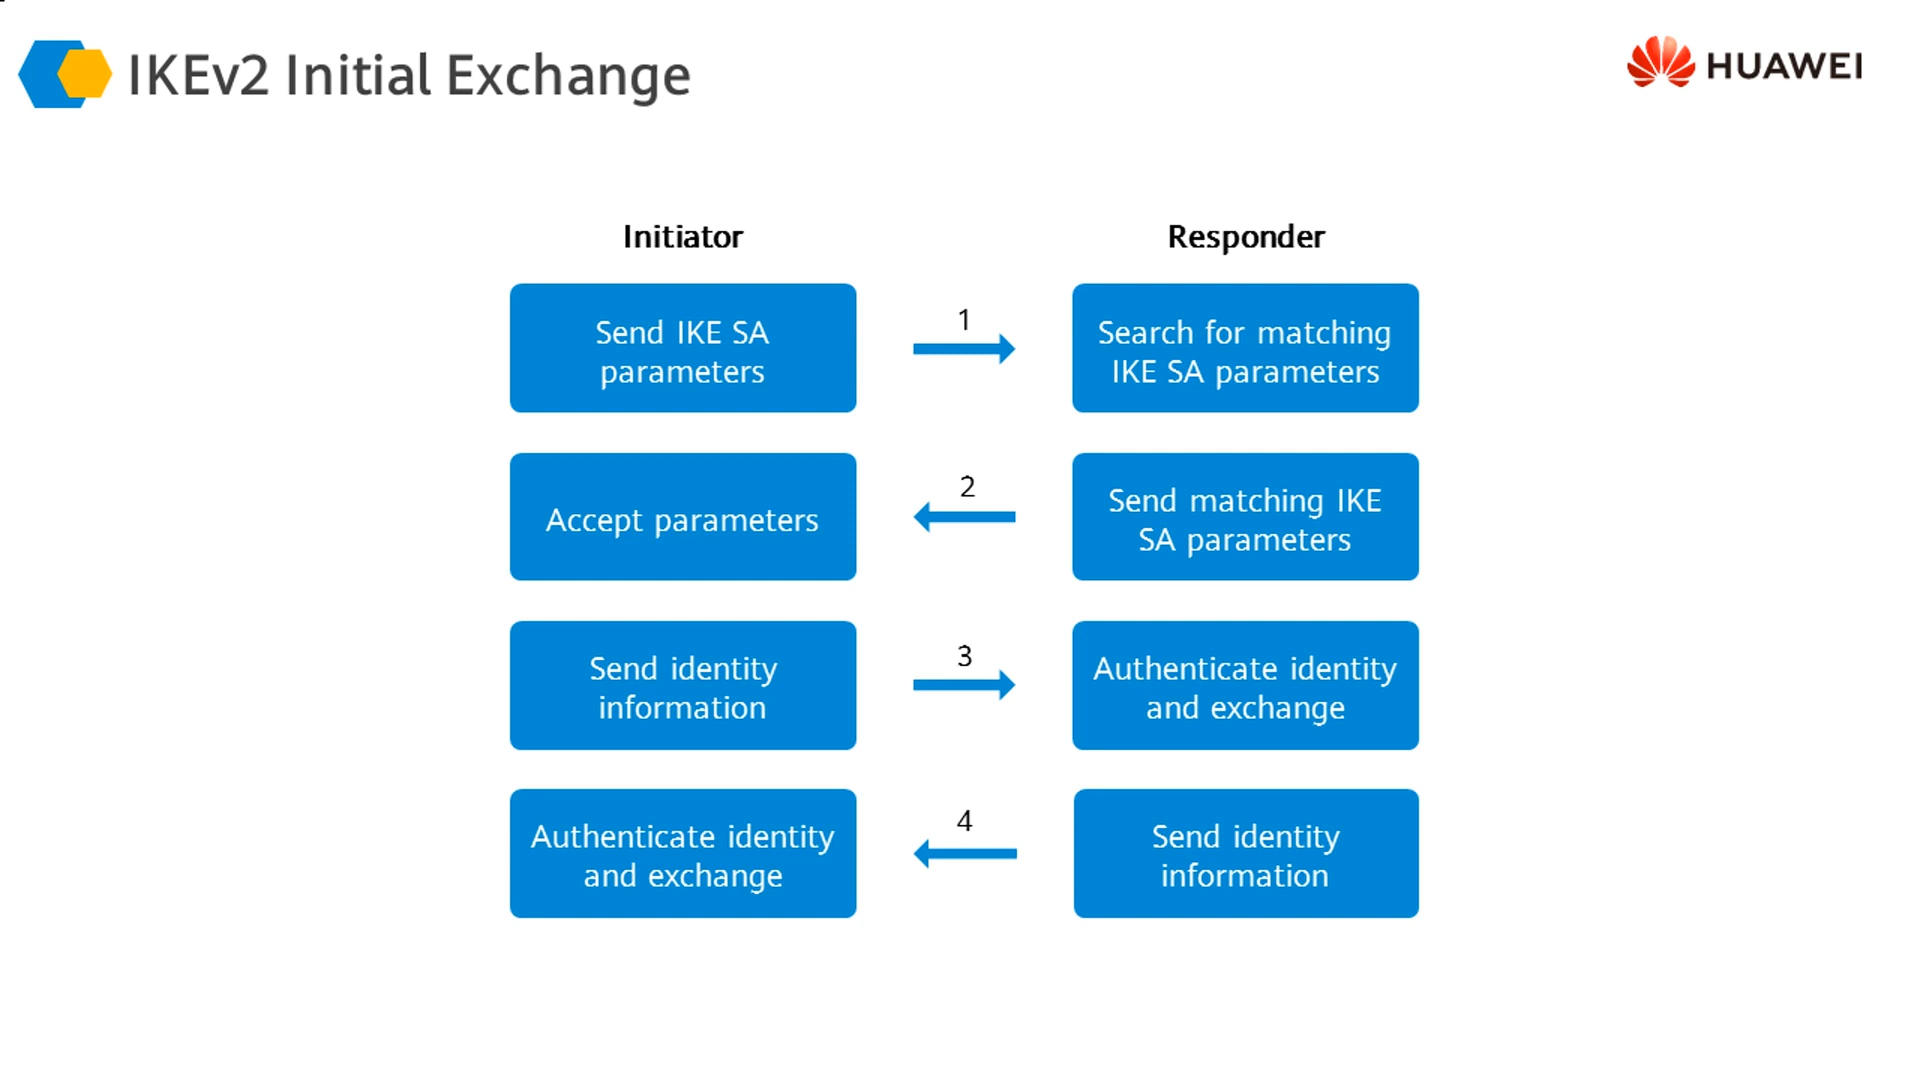 IKEv2 Initial Exchange
HUAWEI
Initiator
Responder
Send IKE SA
parameters
1
Search for matching
IKE SA parameters
Accept parameters
2
Send matching IKE
SA parameters
Send identity
information
3
Authenticate identity
and exchange
Authenticate identity
and exchange
4
Send identity
information